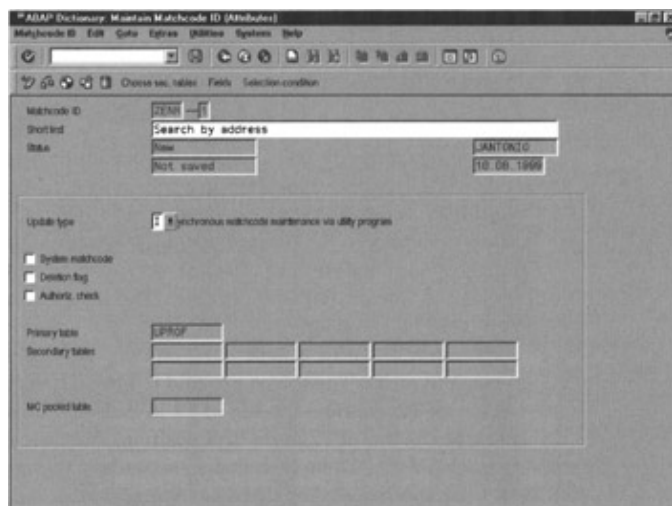 ABAP Dictionary: Maintain Matchcode ID (Attributes)
Matchcode ID Edit Goto Extras Utilities System Help
Choose sec. tables Fields Selection condition
Matchcode ID
Short text Search by address
Status New JANTONIO
Not saved 10.08.1999
Update type ynchronous matchcode maintenance via utility program
System matchcode
Deletion flag
Authoriz. check
Primary table
Secondary tables
M/C pooled table